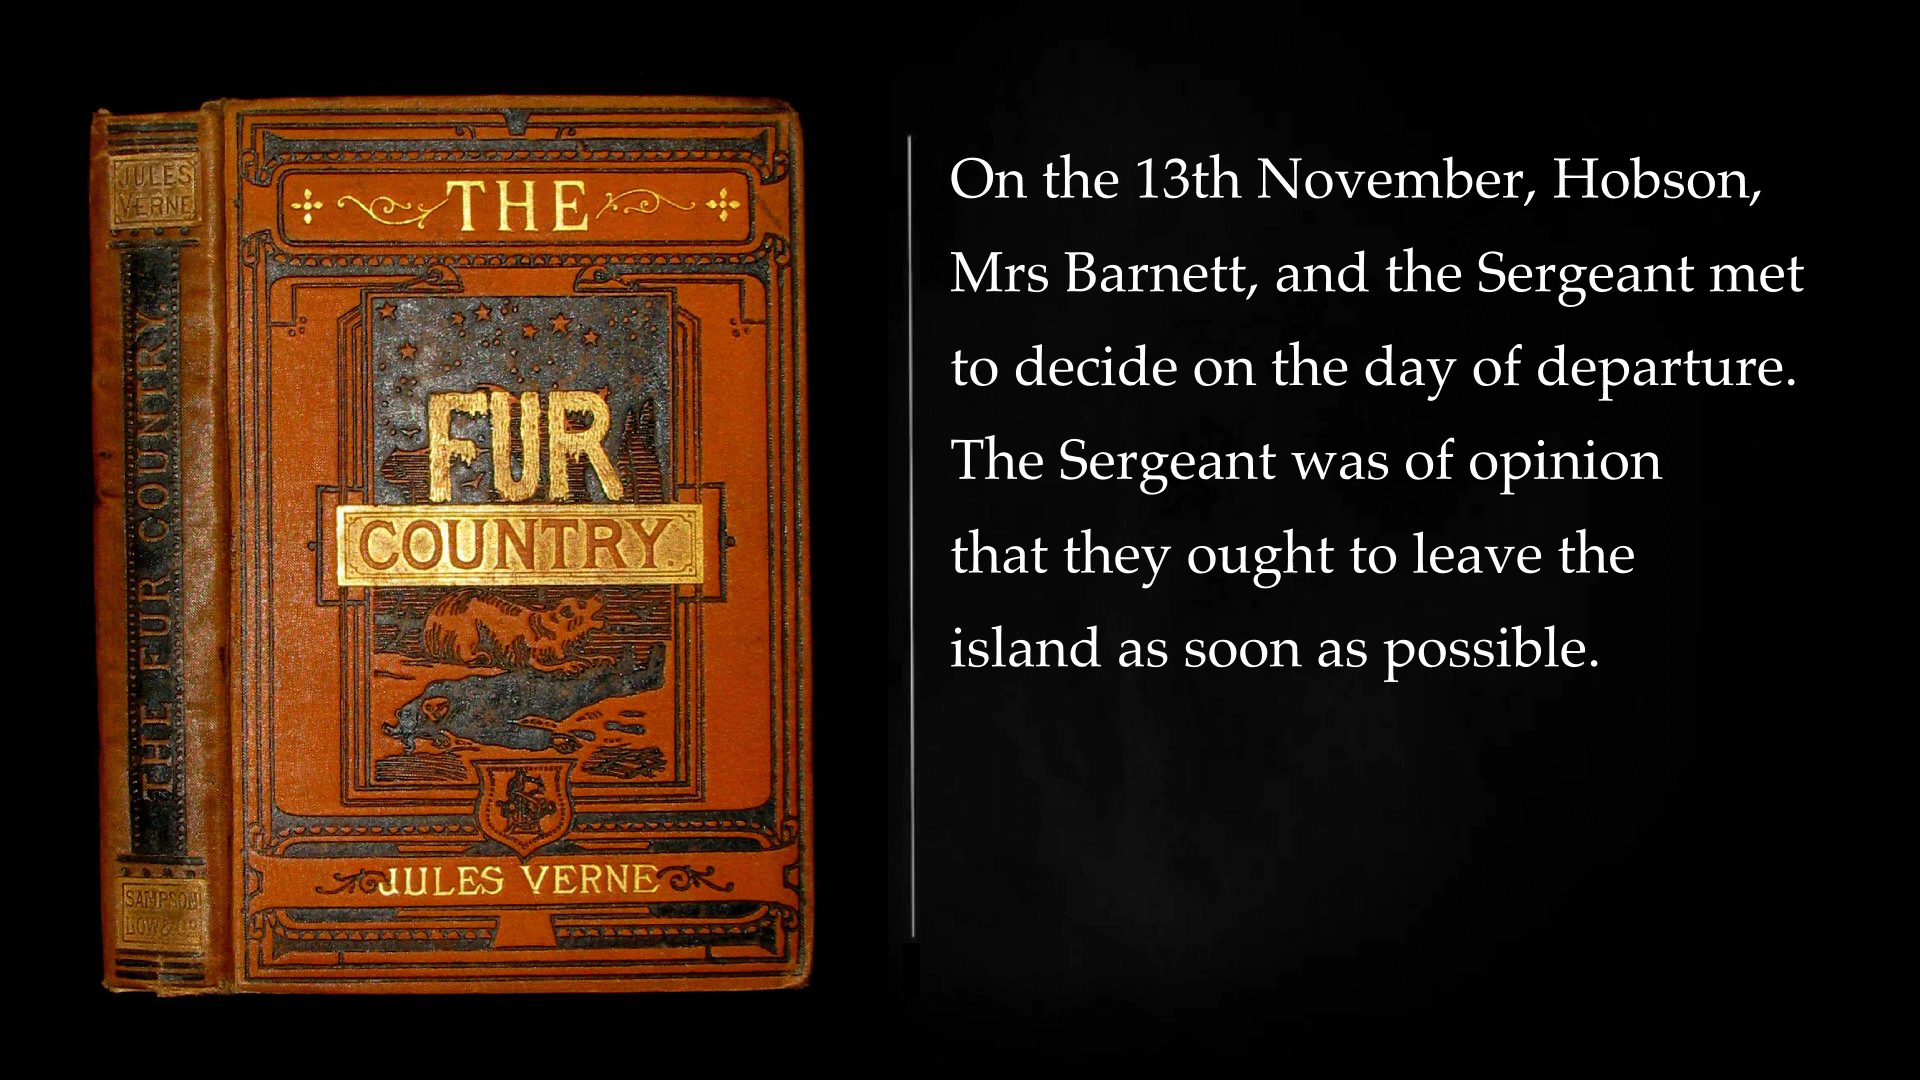 JULES
VERNE
THE FUR COUNTRY.
SAMPSON
LOW & Co
THE
FUR
COUNTRY.
JULES VERNE
On the 13th November, Hobson,
Mrs Barnett, and the Sergeant met
to decide on the day of departure.
The Sergeant was of opinion
that they ought to leave the
island as soon as possible.